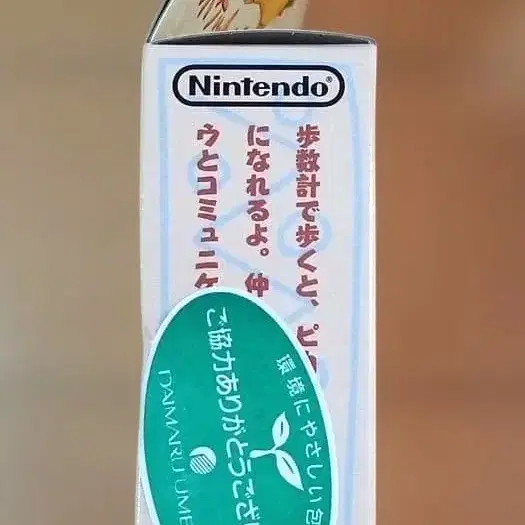 Nintendo®
歩数計で歩くと、ピ
になれるよ。仲
ウとコミュニケ
環境にやさしい包
ご協力ありがとうござ
DAIMARU UME